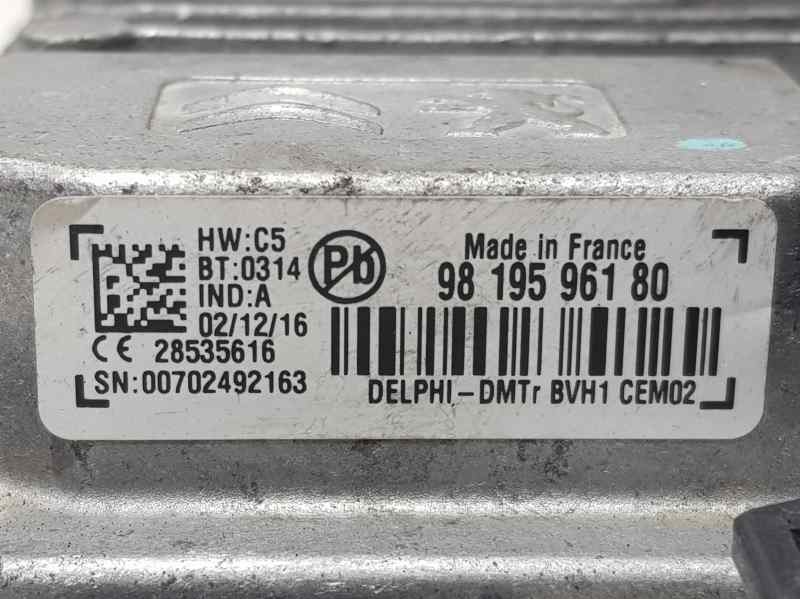 HW:C5
BT:0314
IND:A
02/12/16
CE 28535616
SN:00702492163
Pb
Made in France
98 195 961 80
DELPHI-DMTr BVH1 CEM02